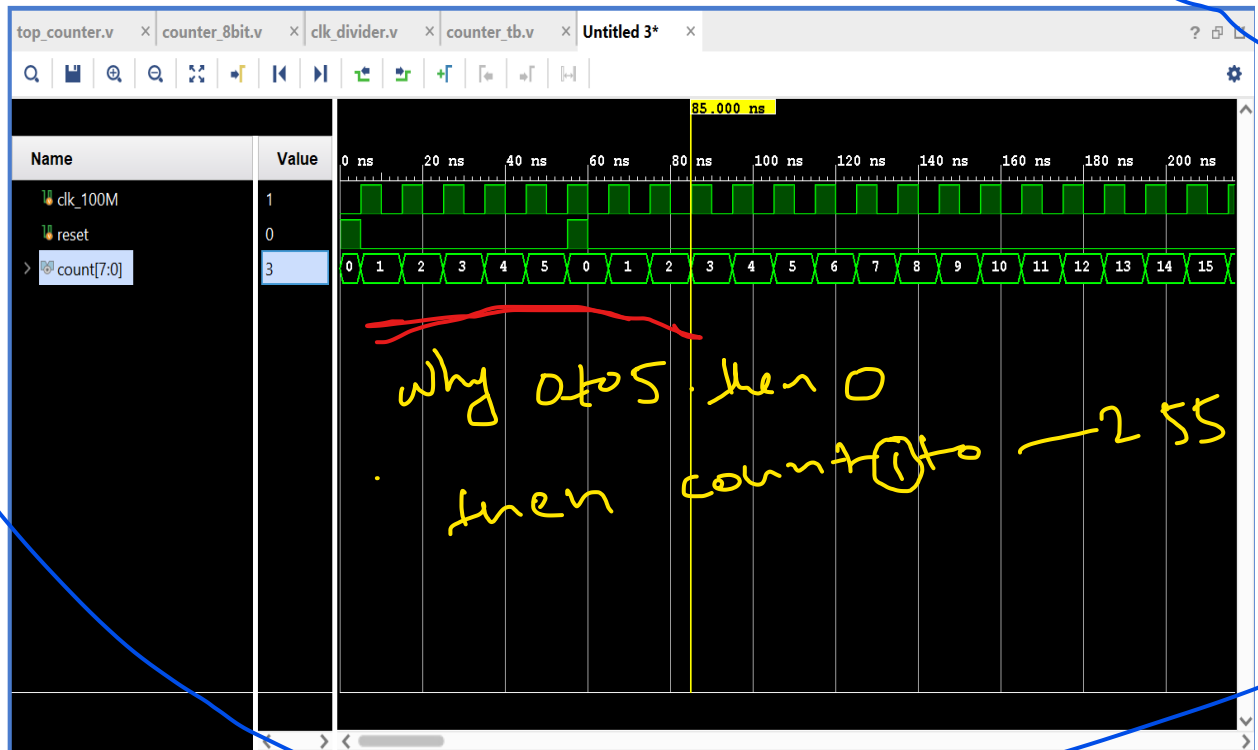 top_counter.v × counter_8bit.v × clk_divider.v × counter_tb.v × Untitled 3* × ?
85.000 ns
Name Value 0 ns 20 ns 40 ns 60 ns 80 ns 100 ns 120 ns 140 ns 160 ns 180 ns 200 ns
clk_100M 1
reset 0
count[7:0] 3 0 1 2 3 4 5 0 1 2 3 4 5 6 7 8 9 10 11 12 13 14 15
Why 0 to 5. then 0
then count 1 to — 255